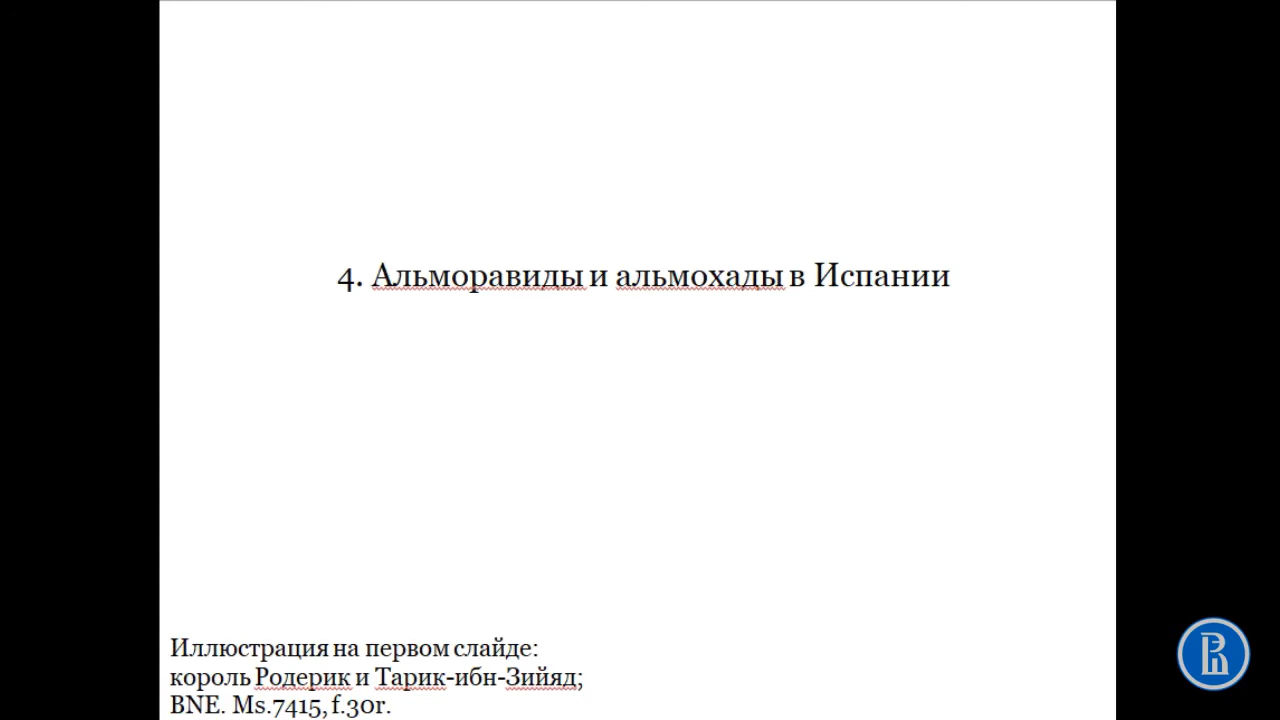 4. Альморавиды и альмохады в Испании
Иллюстрация на первом слайде:
король Родерик и Тарик-ибн-Зийяд;
BNE. Ms.7415, f.30r.